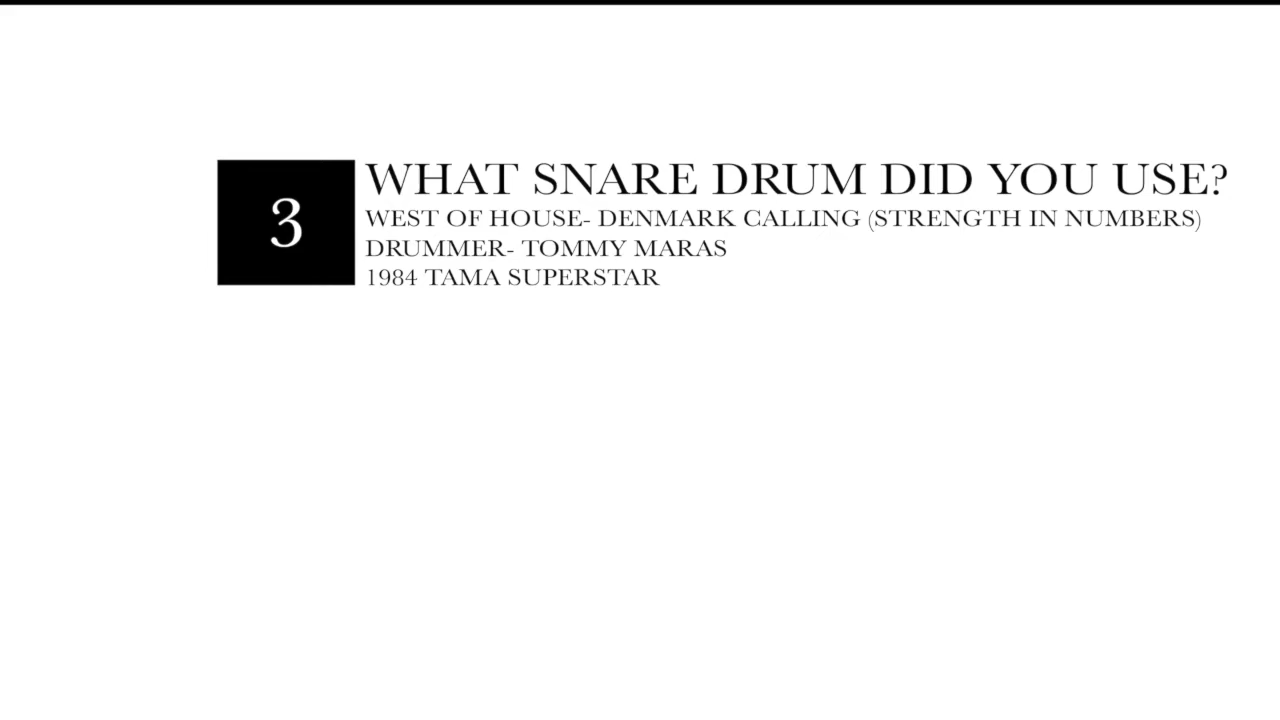 3
WHAT SNARE DRUM DID YOU USE?
WEST OF HOUSE- DENMARK CALLING (STRENGTH IN NUMBERS)
DRUMMER- TOMMY MARAS
1984 TAMA SUPERSTAR